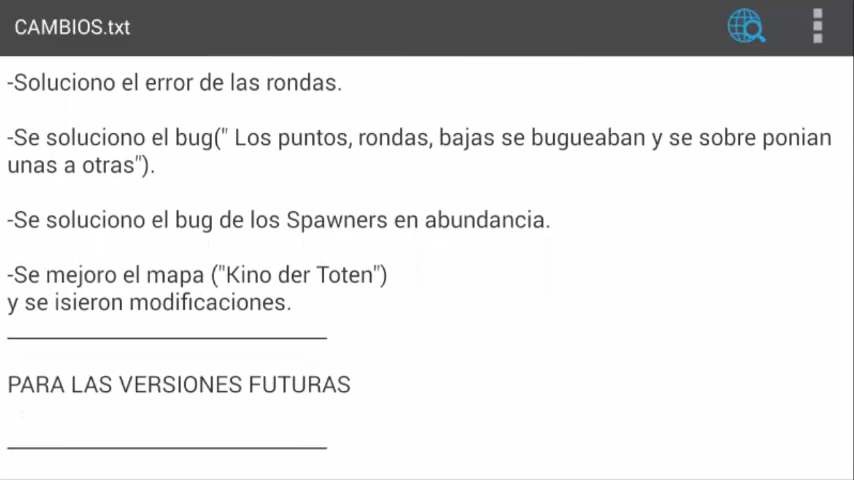 CAMBIOS.txt
-Soluciono el error de las rondas.
-Se soluciono el bug(" Los puntos, rondas, bajas se bugueaban y se sobre ponian
unas a otras").
-Se soluciono el bug de los Spawners en abundancia.
-Se mejoro el mapa ("Kino der Toten")
y se isieron modificaciones.
PARA LAS VERSIONES FUTURAS